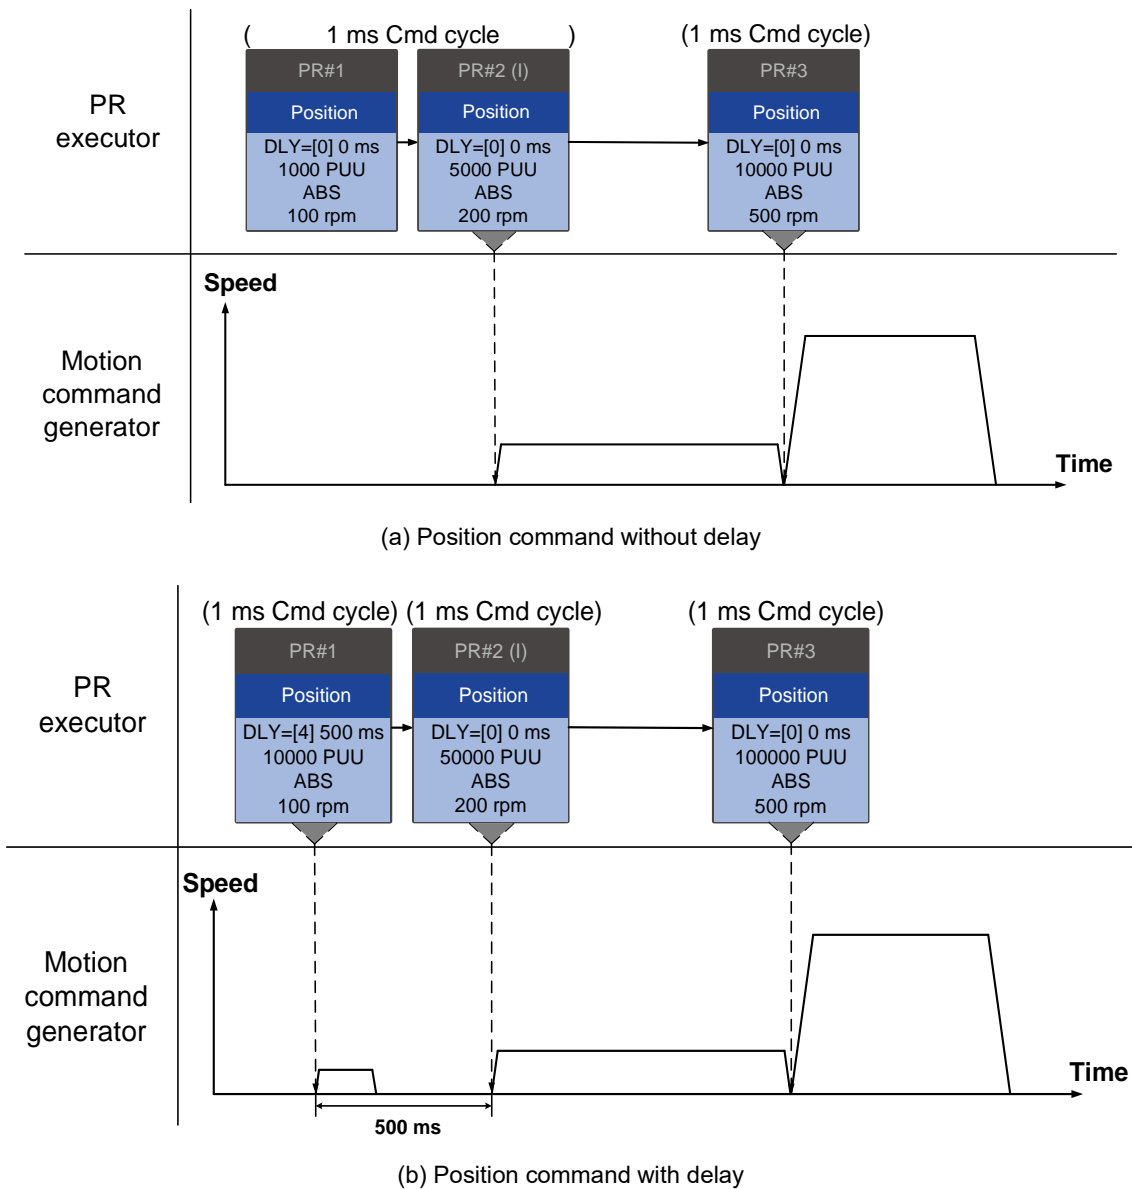 ( 1 ms Cmd cycle ) (1 ms Cmd cycle)
PR executor
PR#1
Position
DLY=[0] 0 ms
1000 PUU
ABS
100 rpm
PR#2 (I)
Position
DLY=[0] 0 ms
5000 PUU
ABS
200 rpm
PR#3
Position
DLY=[0] 0 ms
10000 PUU
ABS
500 rpm
Motion
command
generator
Speed
Time
(a) Position command without delay
(1 ms Cmd cycle) (1 ms Cmd cycle) (1 ms Cmd cycle)
PR
executor
PR#1
Position
DLY=[4] 500 ms
10000 PUU
ABS
100 rpm
PR#2 (I)
Position
DLY=[0] 0 ms
50000 PUU
ABS
200 rpm
PR#3
Position
DLY=[0] 0 ms
100000 PUU
ABS
500 rpm
Motion
command
generator
Speed
Time
500 ms
(b) Position command with delay